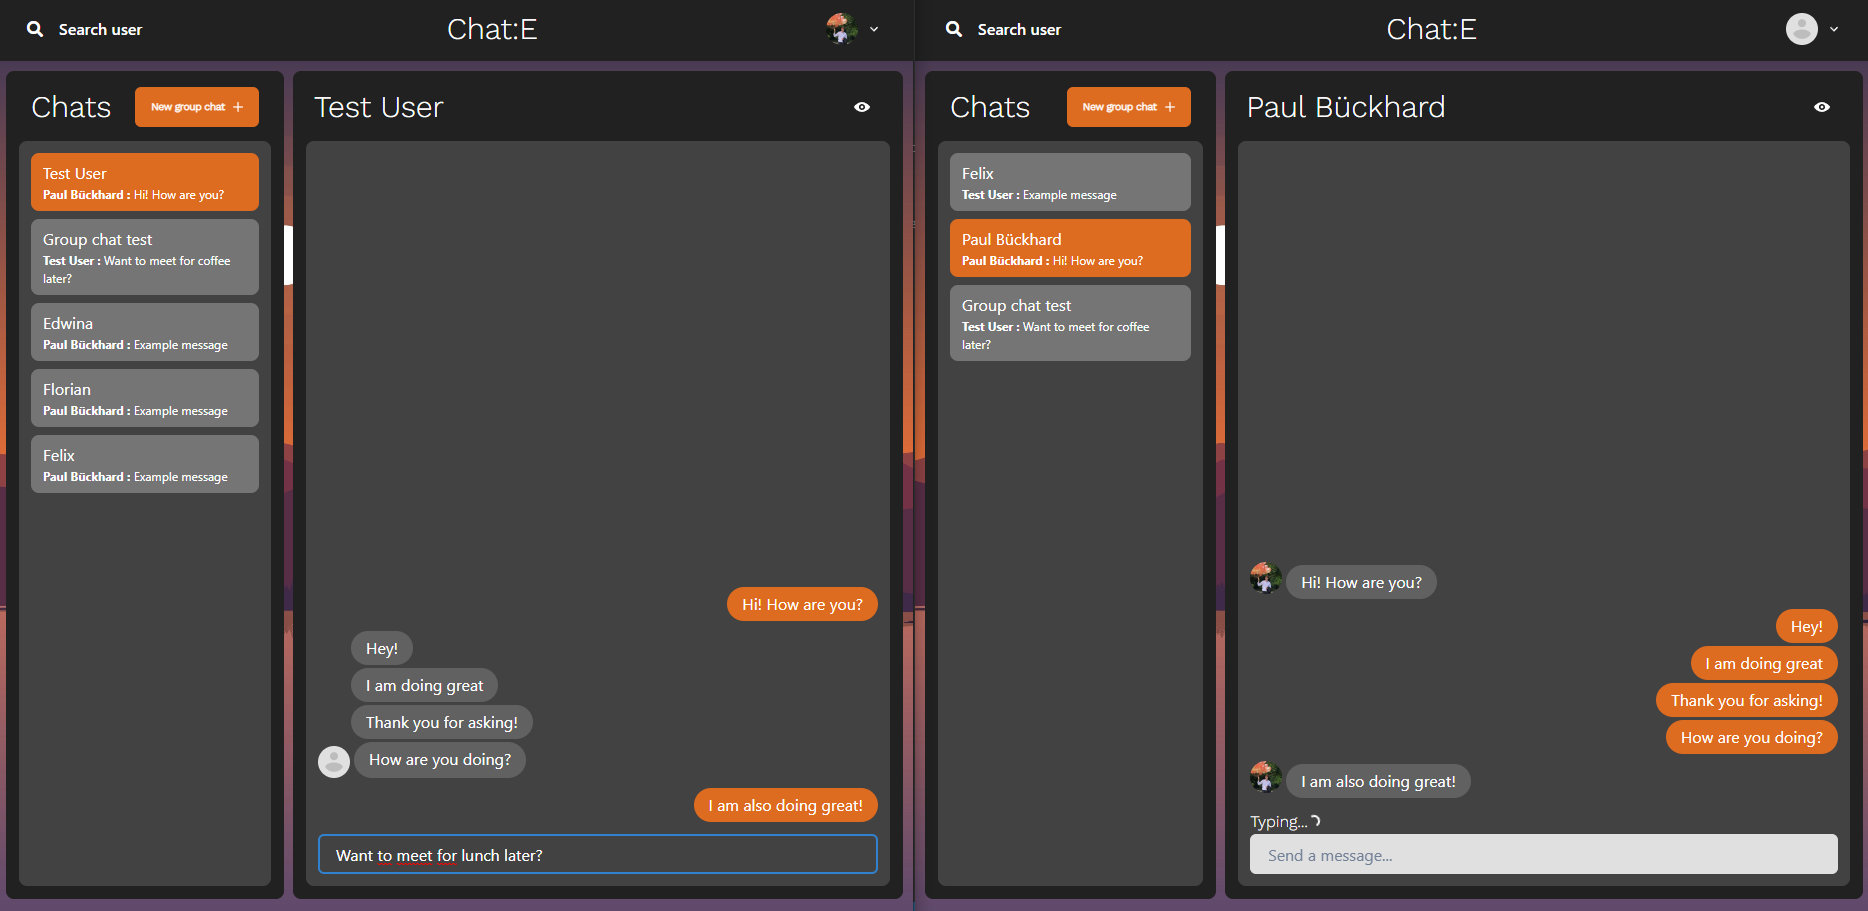 Search user
Chat:E
Chats
New group chat +
Test User
Paul Bückhard : Hi! How are you?
Group chat test
Test User : Want to meet for coffee
later?
Edwina
Paul Bückhard : Example message
Florian
Paul Bückhard : Example message
Felix
Paul Bückhard : Example message
Test User
Hi! How are you?
Hey!
I am doing great
Thank you for asking!
How are you doing?
I am also doing great!
Want to meet for lunch later?
Search user
Chat:E
Chats
New group chat +
Felix
Test User : Example message
Paul Bückhard
Paul Bückhard : Hi! How are you?
Group chat test
Test User : Want to meet for coffee
later?
Paul Bückhard
Hi! How are you?
Hey!
I am doing great
Thank you for asking!
How are you doing?
I am also doing great!
Typing...
Send a message...